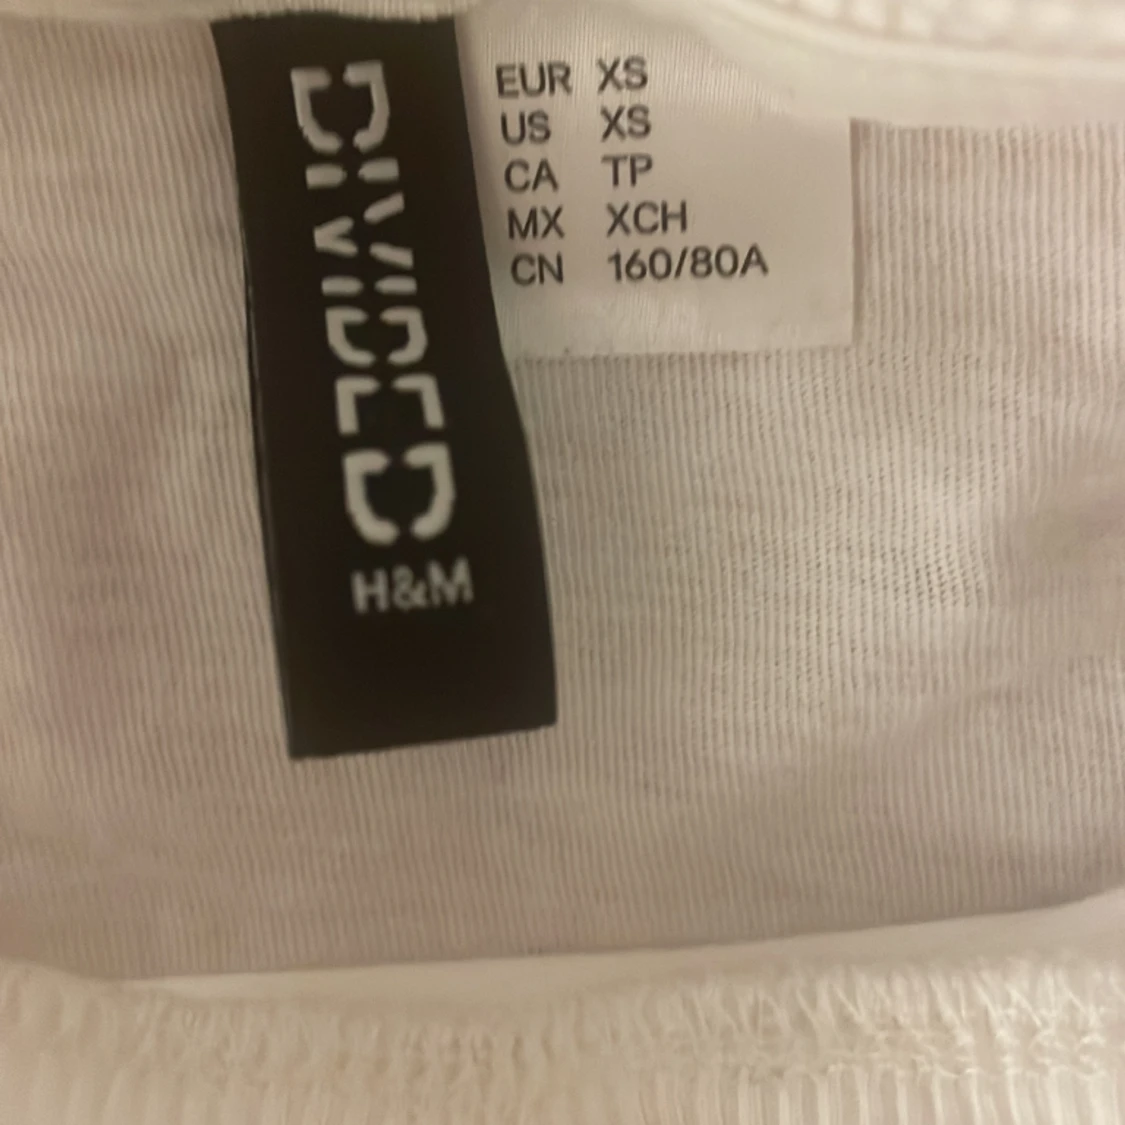 DIVIDED
H&M
EUR XS
US XS
CA TP
MX XCH
CN 160/80A